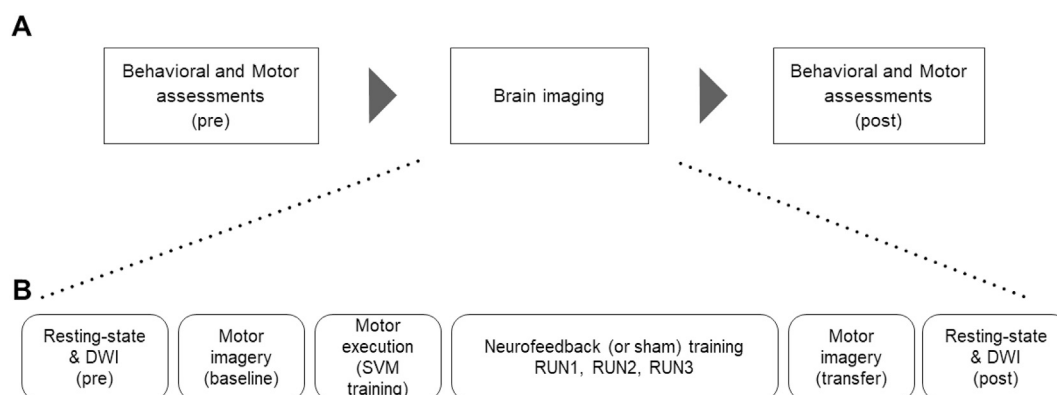 A
Behavioral and Motor
assessments
(pre)
Brain imaging
Behavioral and Motor
assessments
(post)
B
Resting-state
& DWI
(pre)
Motor
imagery
(baseline)
Motor
execution
(SVM
training)
Neurofeedback (or sham) training
RUN1, RUN2, RUN3
Motor
imagery
(transfer)
Resting-state
& DWI
(post)